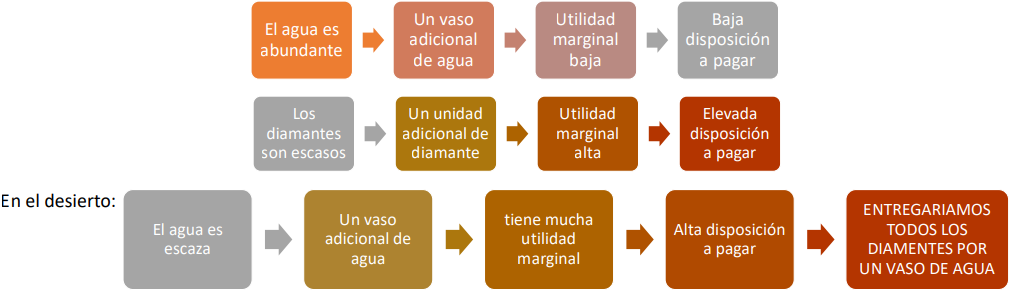 El agua es
abundante
Un vaso
adicional
de agua
Utilidad
marginal
baja
Baja
disposición
a pagar
Los
diamantes
son escasos
Un unidad
adicional de
diamante
Utilidad
marginal
alta
Elevada
disposición
a pagar
En el desierto:
El agua es
escaza
Un vaso
adicional de
agua
tiene mucha
utilidad
marginal
Alta disposición
a pagar
ENTREGARIAMOS
TODOS LOS
DIAMENTES POR
UN VASO DE AGUA